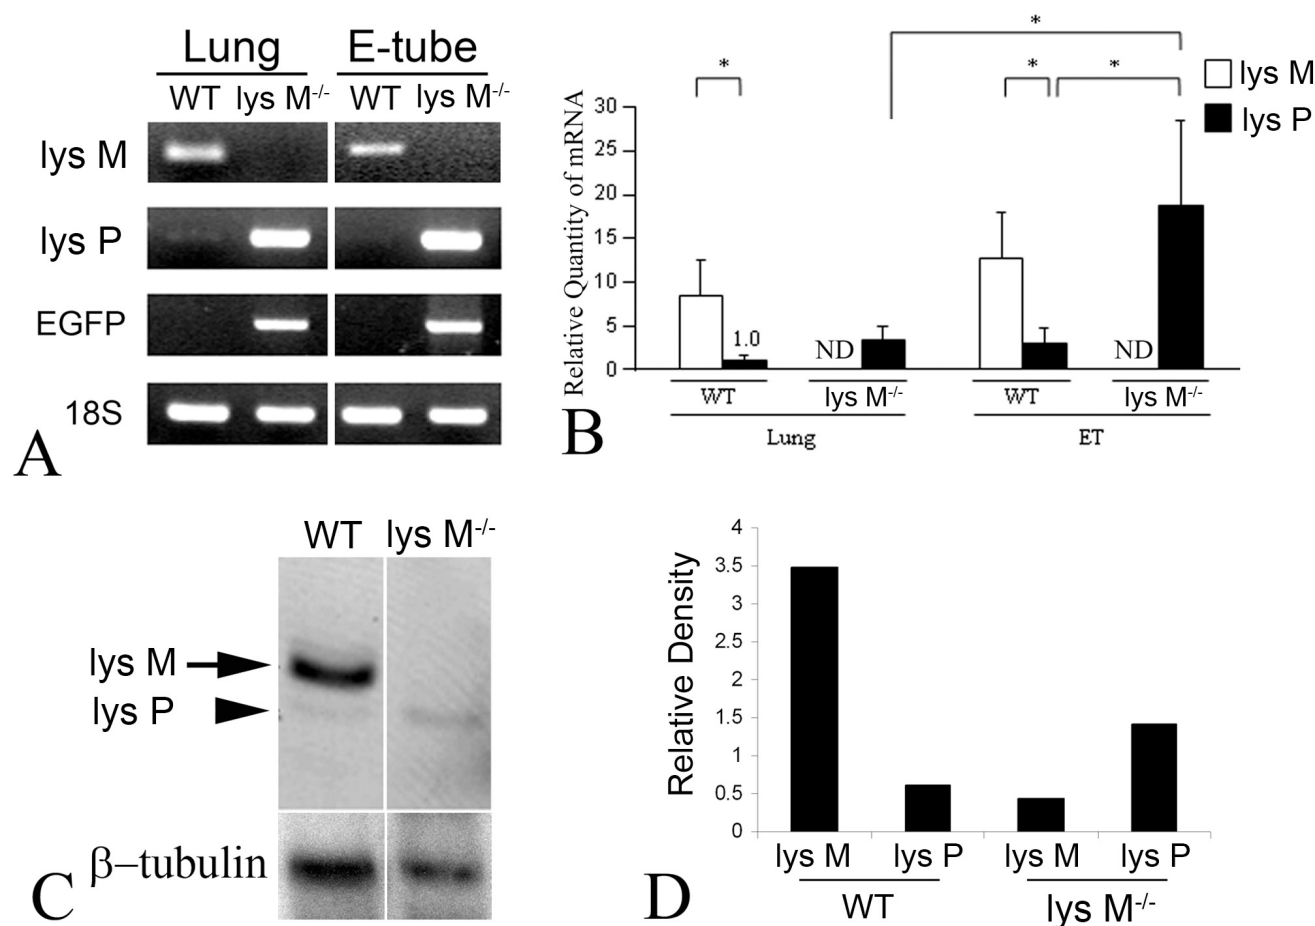 Lung E-tube
WT lys M-/- WT lys M-/-
lys M
lys P
EGFP
18S
A
* 
* * *
lys M
lys P
Relative Quantity of mRNA
30
25
20
15
10
5
0
1.0
ND
ND
WT lys M-/- WT lys M-/-
Lung ET
B
WT lys M-/-
lys M
lys P
β–tubulin
C
Relative Density
4
3.5
3
2.5
2
1.5
1
0.5
0
lys M lys P lys M lys P
WT lys M-/-
D